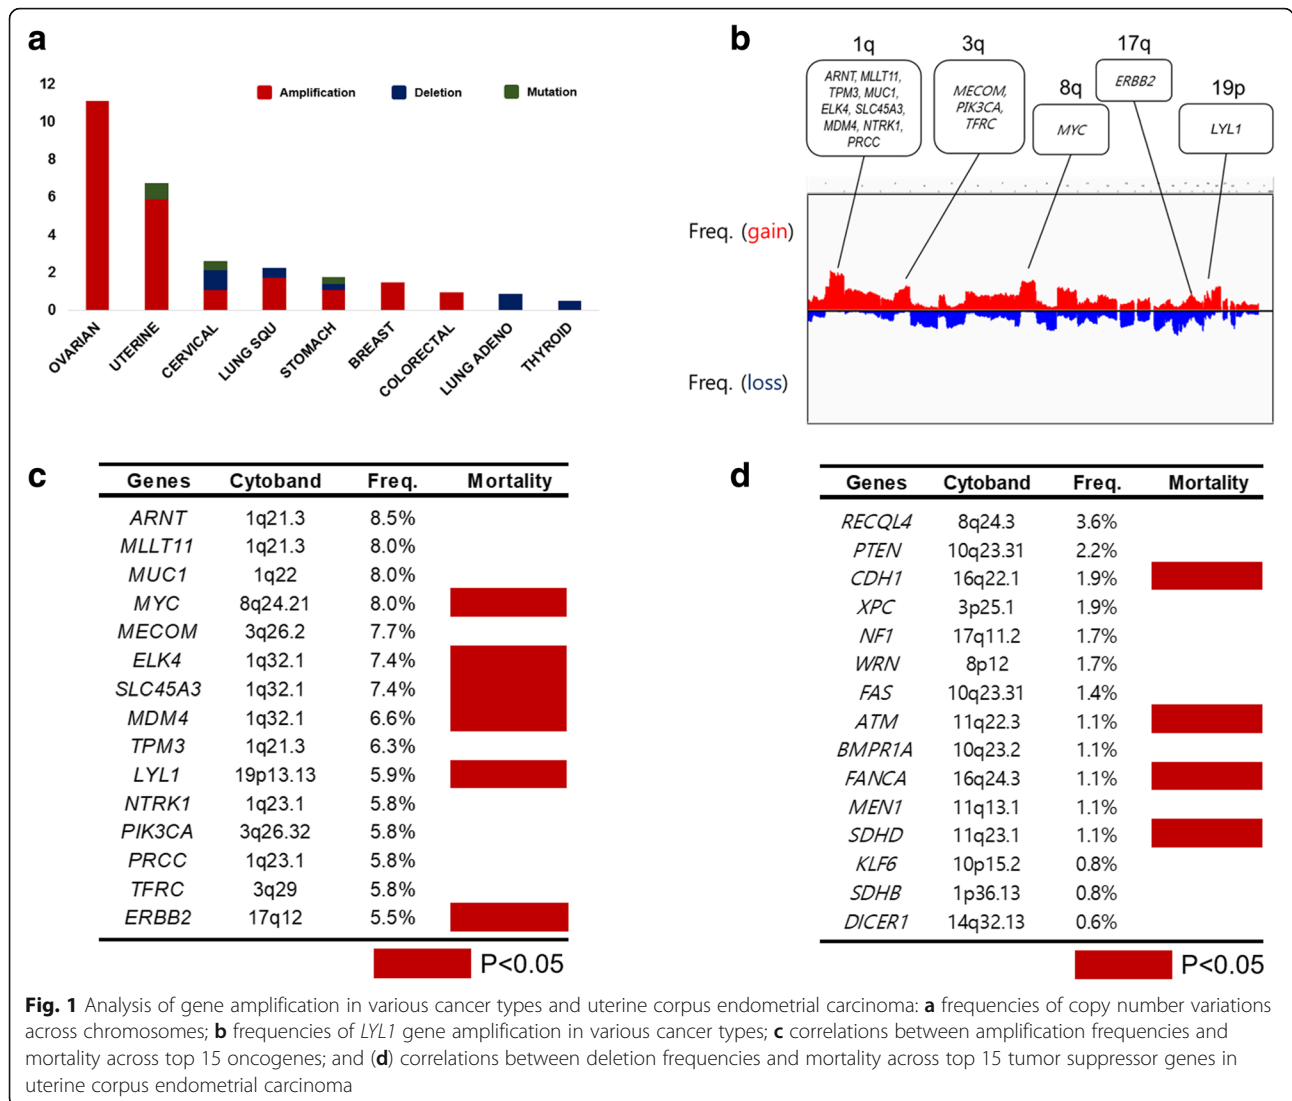 a
12
10
8
6
4
2
0
Amplification
Deletion
Mutation
OVARIAN
UTERINE
CERVICAL
LUNG SQU
STOMACH
BREAST
COLORECTAL
LUNG ADENO
THYROID
b
1q
3q
8q
17q
19p
ARNT, MLLT11,
TPM3, MUC1,
ELK4, SLC45A3,
MDM4, NTRK1,
PRCC
MECOM,
PIK3CA,
TFRC
MYC
ERBB2
LYL1
Freq. (gain)
Freq. (loss)
c
Genes Cytoband Freq. Mortality
ARNT 1q21.3 8.5%
MLLT11 1q21.3 8.0%
MUC1 1q22 8.0%
MYC 8q24.21 8.0%
MECOM 3q26.2 7.7%
ELK4 1q32.1 7.4%
SLC45A3 1q32.1 7.4%
MDM4 1q32.1 6.6%
TPM3 1q21.3 6.3%
LYL1 19p13.13 5.9%
NTRK1 1q23.1 5.8%
PIK3CA 3q26.32 5.8%
PRCC 1q23.1 5.8%
TFRC 3q29 5.8%
ERBB2 17q12 5.5%
P<0.05
d
Genes Cytoband Freq. Mortality
RECQL4 8q24.3 3.6%
PTEN 10q23.31 2.2%
CDH1 16q22.1 1.9%
XPC 3p25.1 1.9%
NF1 17q11.2 1.7%
WRN 8p12 1.7%
FAS 10q23.31 1.4%
ATM 11q22.3 1.1%
BMPR1A 10q23.2 1.1%
FANCA 16q24.3 1.1%
MEN1 11q13.1 1.1%
SDHD 11q23.1 1.1%
KLF6 10p15.2 0.8%
SDHB 1p36.13 0.8%
DICER1 14q32.13 0.6%
P<0.05
Fig. 1 Analysis of gene amplification in various cancer types and uterine corpus endometrial carcinoma: a frequencies of copy number variations
across chromosomes; b frequencies of LYL1 gene amplification in various cancer types; c correlations between amplification frequencies and
mortality across top 15 oncogenes; and (d) correlations between deletion frequencies and mortality across top 15 tumor suppressor genes in
uterine corpus endometrial carcinoma